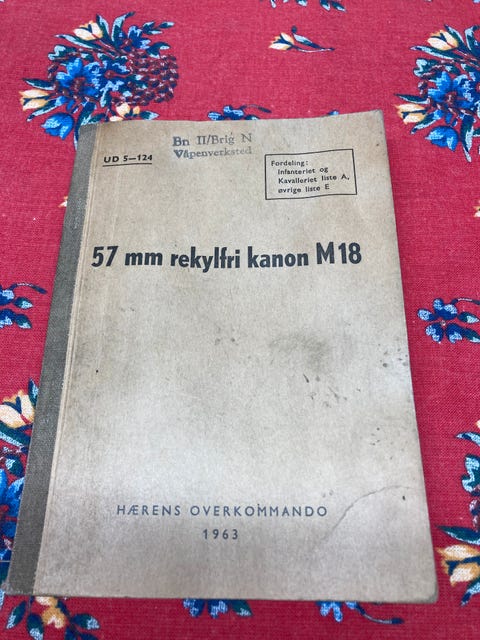 Bn II/Brig N
Våpenverksted
UD 5—124
Fordeling:
Infanteriet og
Kavalleriet liste A,
øvrige liste E
57 mm rekylfri kanon M18
HÆRENS OVERKOMMANDO
1963